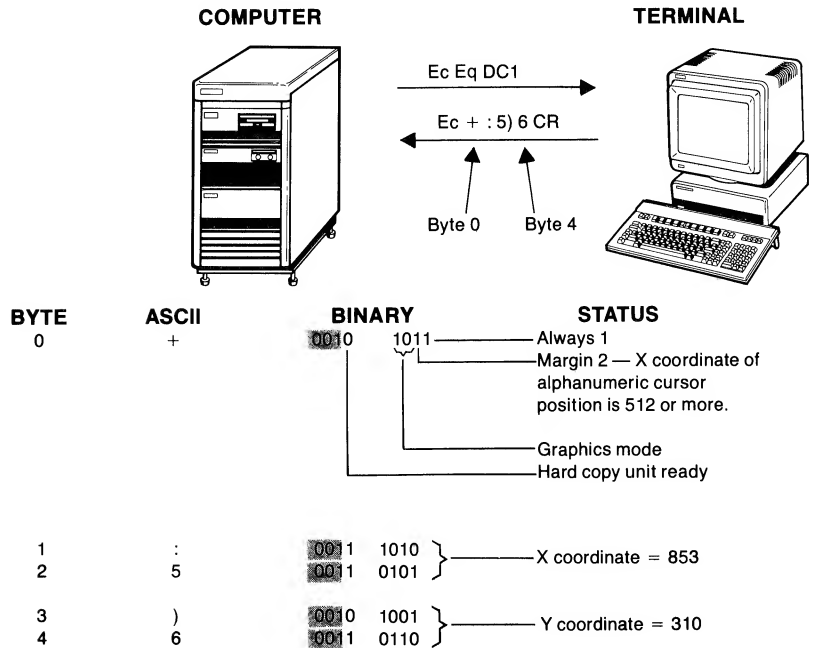 COMPUTER TERMINAL
Ec Eq DC1
Ec + : 5) 6 CR
Byte 0 Byte 4
BYTE ASCII BINARY STATUS
0 + 0010 1011 Always 1
Margin 2 — X coordinate of
alphanumeric cursor
position is 512 or more.
Graphics mode
Hard copy unit ready
1 : 0011 1010
X coordinate = 853
2 5 0011 0101
3 ) 0010 1001
Y coordinate = 310
4 6 0011 0110